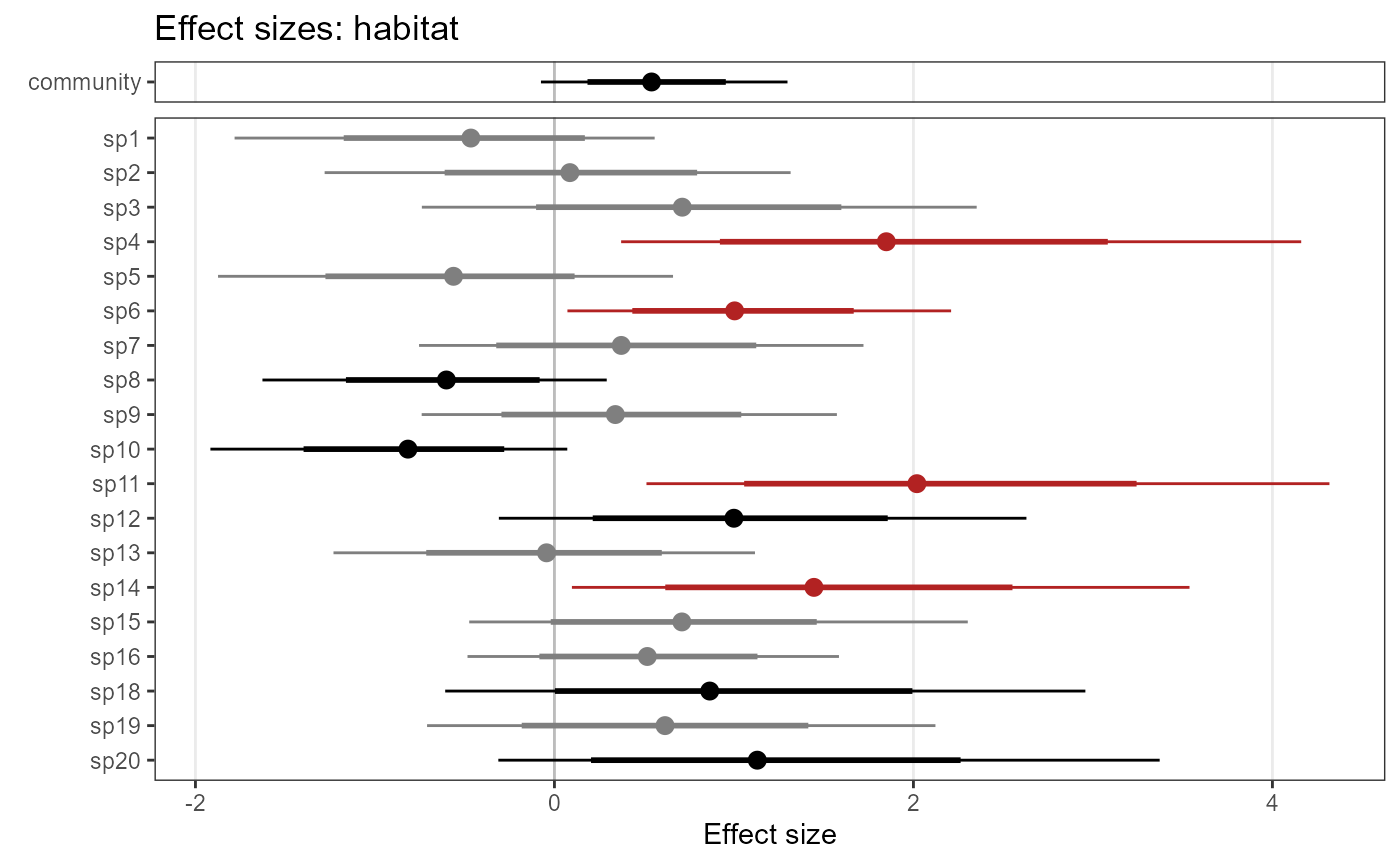 Effect sizes: habitat
community
sp1
sp2
sp3
sp4
sp5
sp6
sp7
sp8
sp9
sp10
sp11
sp12
sp13
sp14
sp15
sp16
sp18
sp19
sp20
-2 0 2 4
Effect size